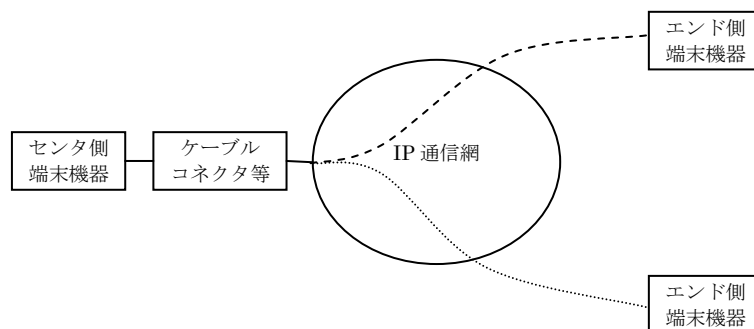 エンド側
端末機器
センタ側
端末機器
ケーブル
コネクタ等
IP 通信網
エンド側
端末機器